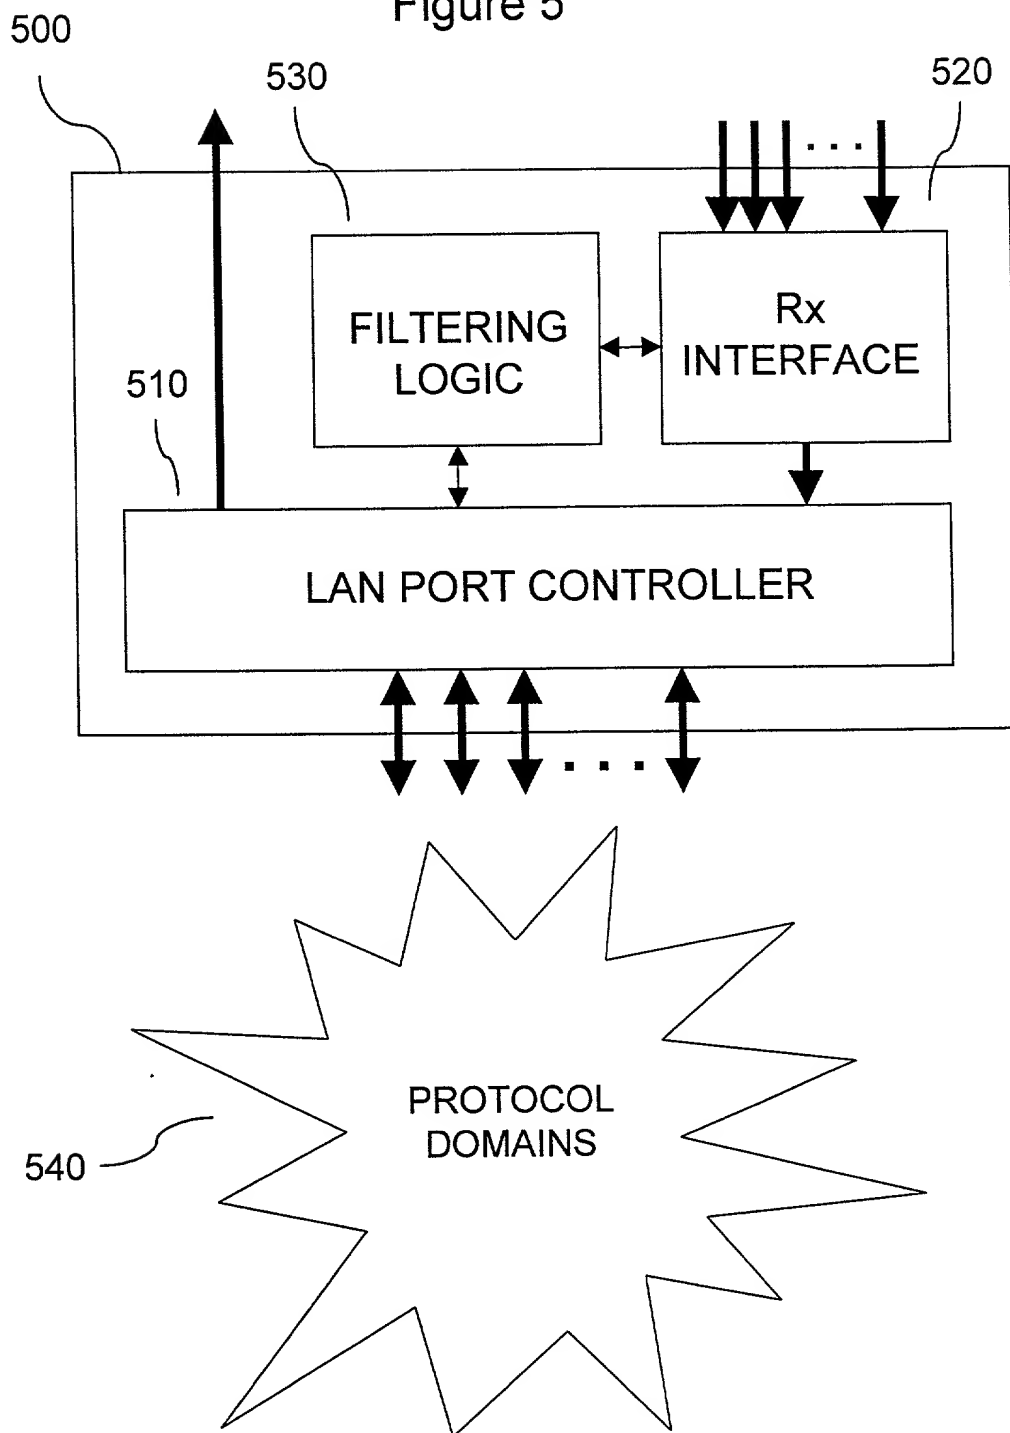 Figure 5
500
530
520
FILTERING
LOGIC
Rx
INTERFACE
510
LAN PORT CONTROLLER
PROTOCOL
DOMAINS
540